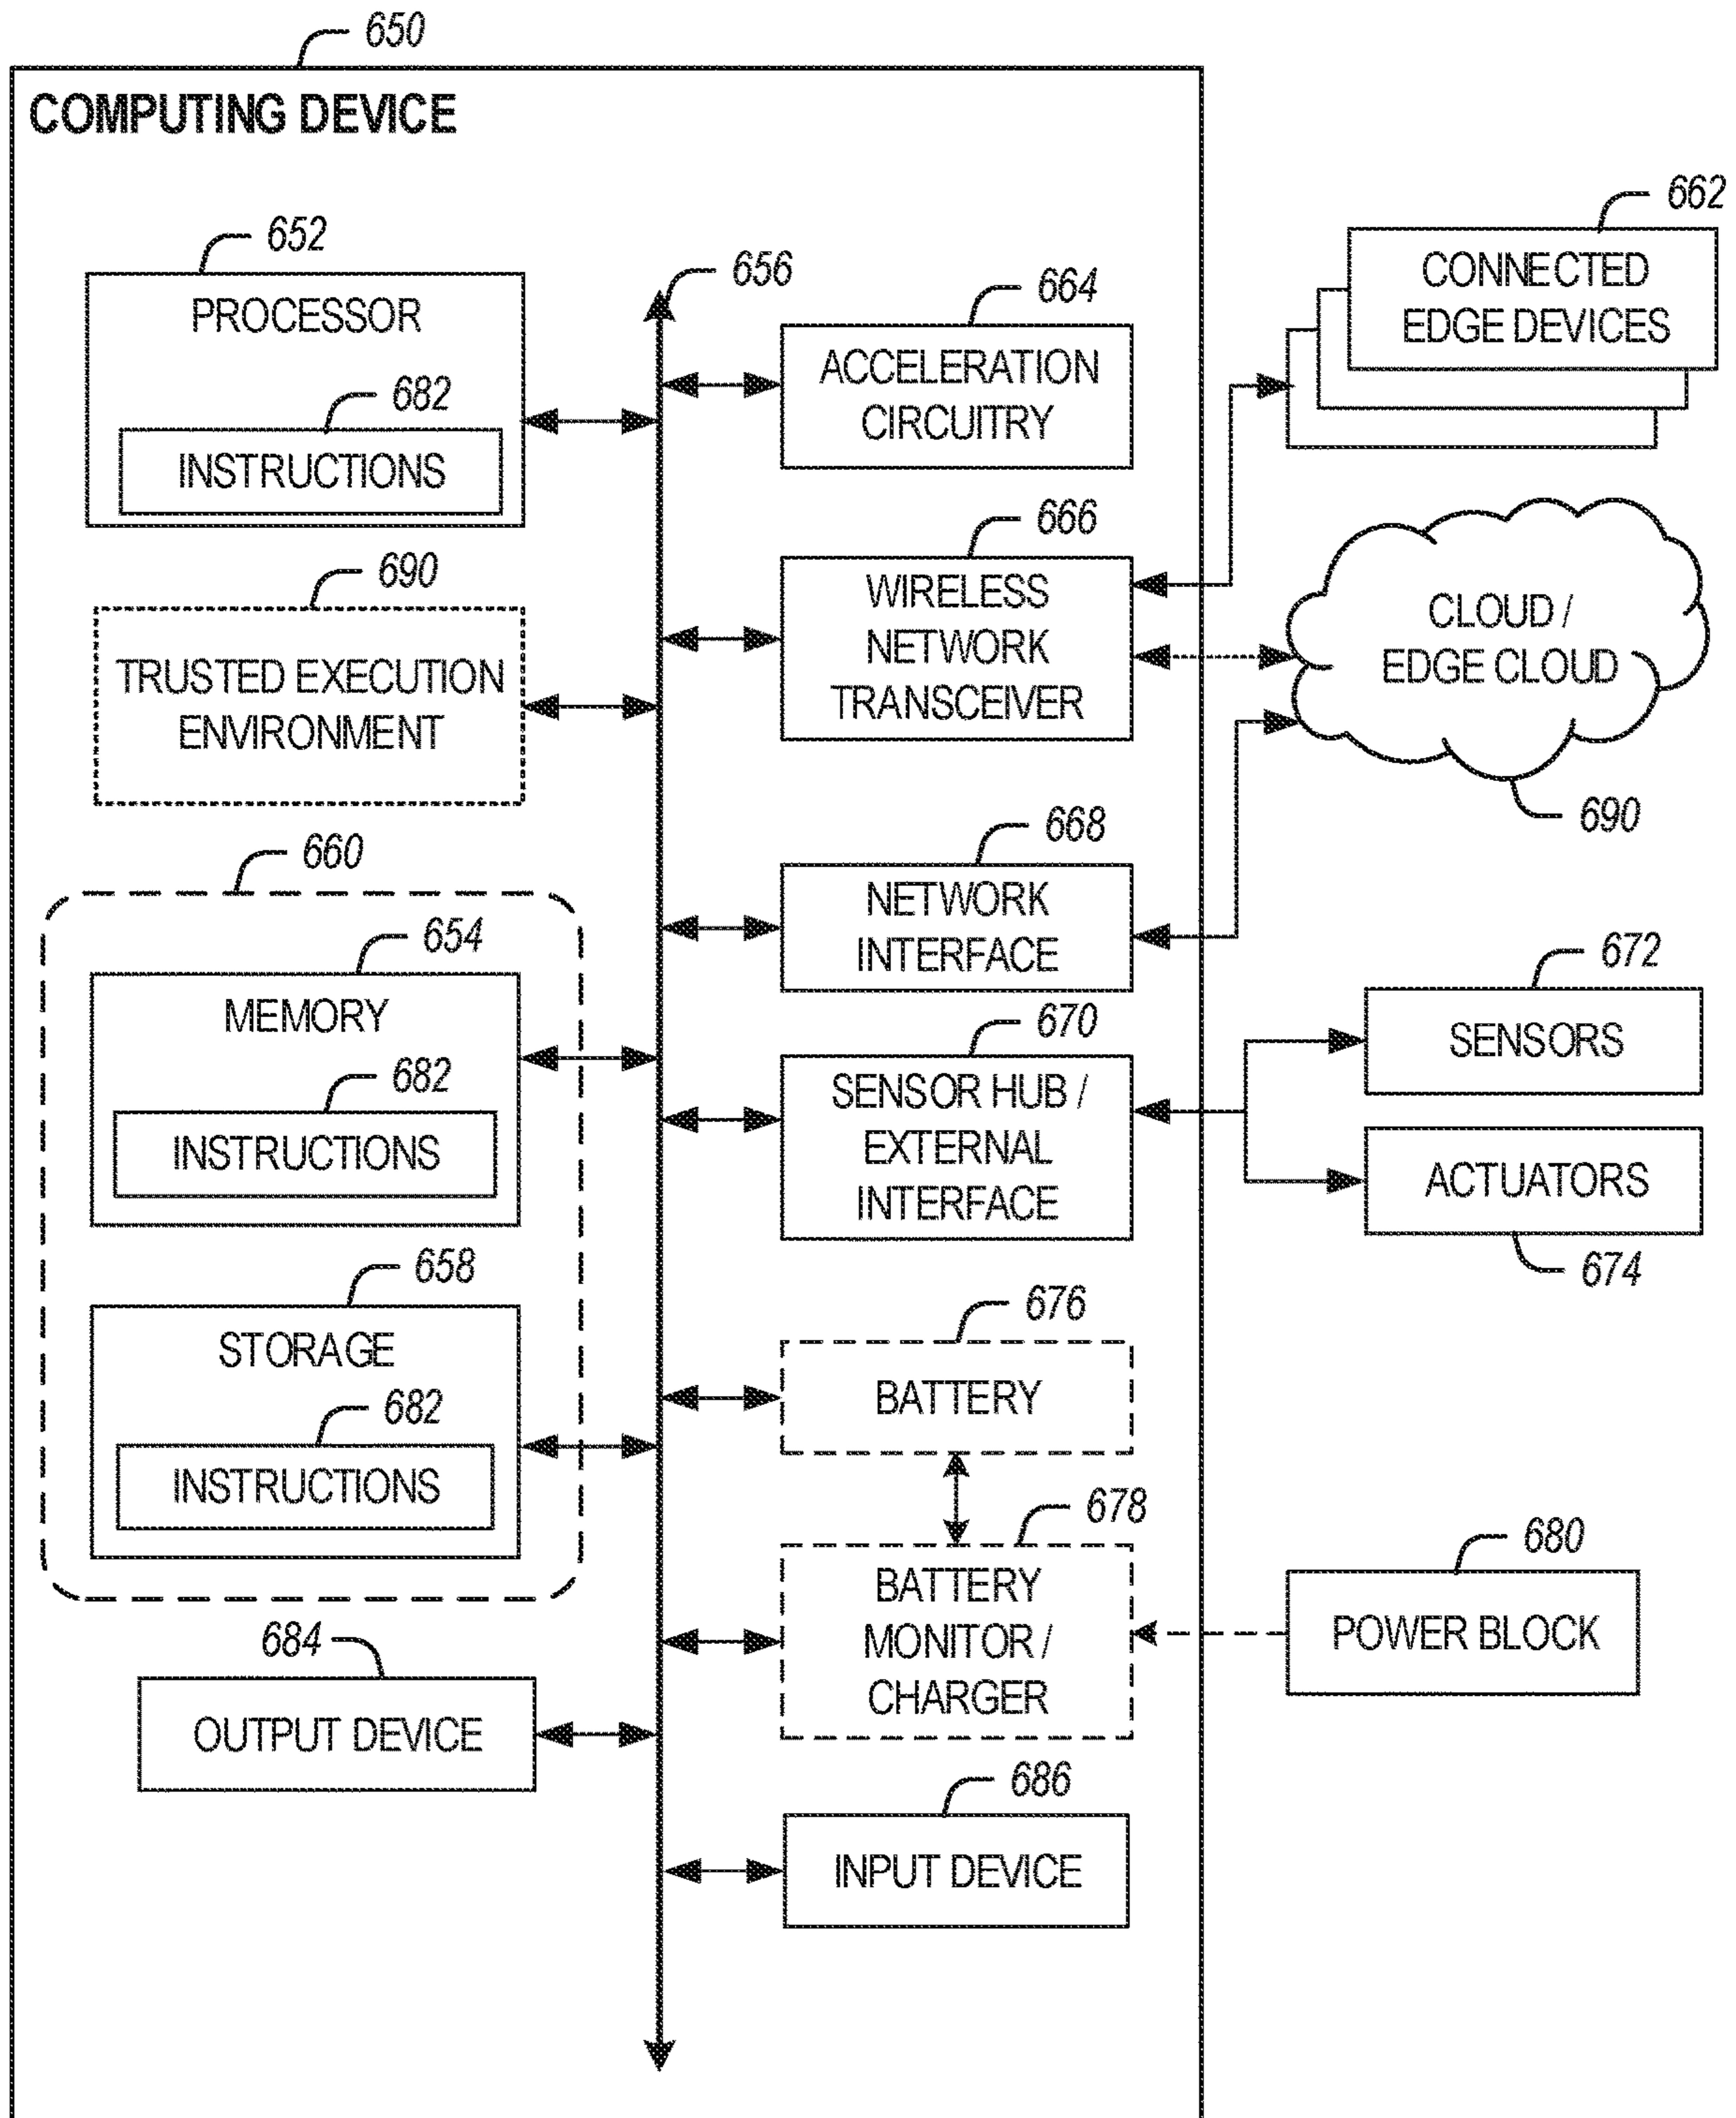 650
COMPUTING DEVICE
652
PROCESSOR
682
INSTRUCTIONS
690
TRUSTED EXECUTION
ENVIRONMENT
660
654
MEMORY
682
INSTRUCTIONS
658
STORAGE
682
INSTRUCTIONS
684
OUTPUT DEVICE
656
664
ACCELERATION
CIRCUITRY
666
WIRELESS
NETWORK
TRANSCEIVER
668
NETWORK
INTERFACE
670
SENSOR HUB /
EXTERNAL
INTERFACE
676
BATTERY
678
BATTERY
MONITOR /
CHARGER
686
INPUT DEVICE
662
CONNECTED
EDGE DEVICES
CLOUD /
EDGE CLOUD
690
672
SENSORS
ACTUATORS
674
680
POWER BLOCK